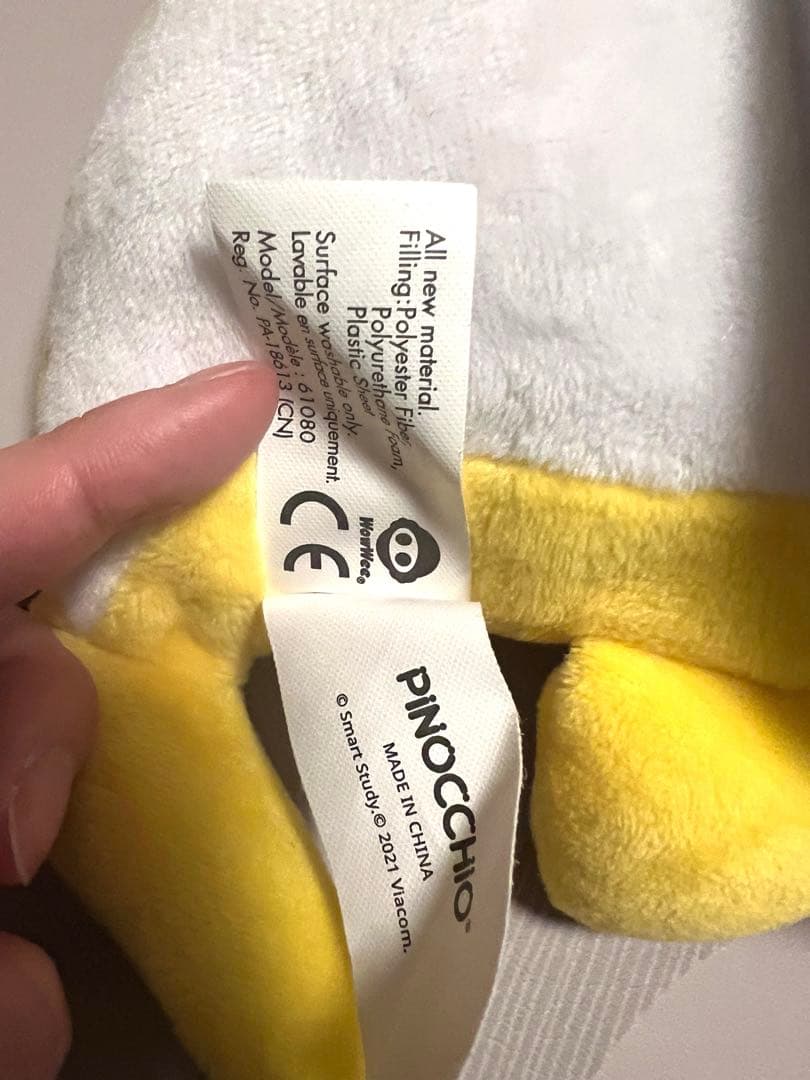 All new material.
Filling:Polyester Fiber,
Polyurethane Foam,
Plastic Sheet
Surface washable only.
Lavable en surface uniquement.
Model/Modèle : 61080
Reg. No. PA-18613 (CN)
WowWee®
CE
PINOCCHIO™
MADE IN CHINA
© Smart Study.© 2021 Viacom.